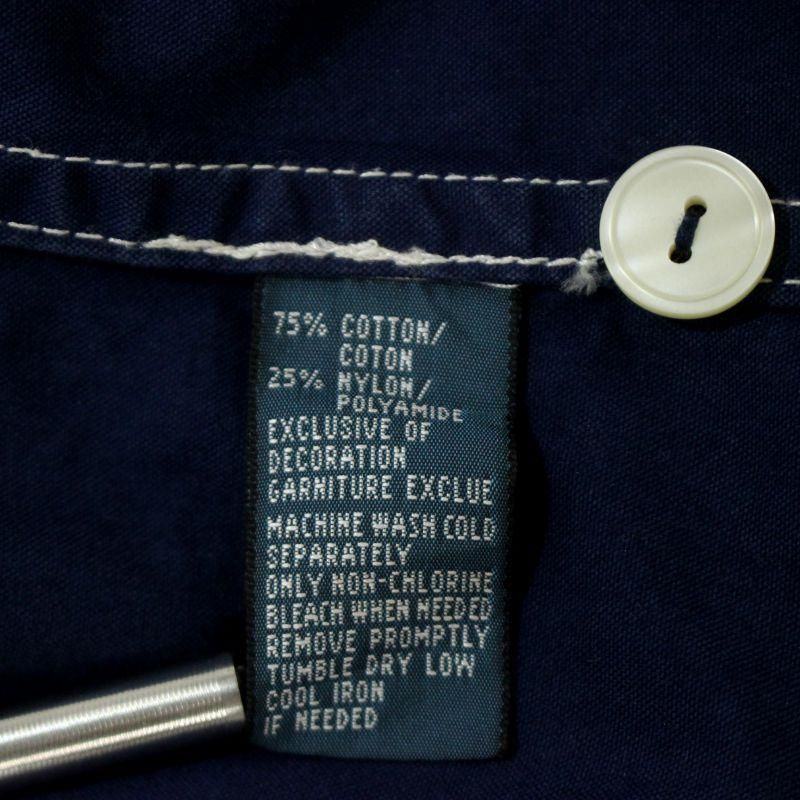 75% COTTON/
COTON
25% NYLON/
POLYAMIDE
EXCLUSIVE OF
DECORATION
GARNITURE EXCLUE
MACHINE WASH COLD
SEPARATELY
ONLY NON-CHLORINE
BLEACH WHEN NEEDED
REMOVE PROMPTLY
TUMBLE DRY LOW
COOL IRON
IF NEEDED